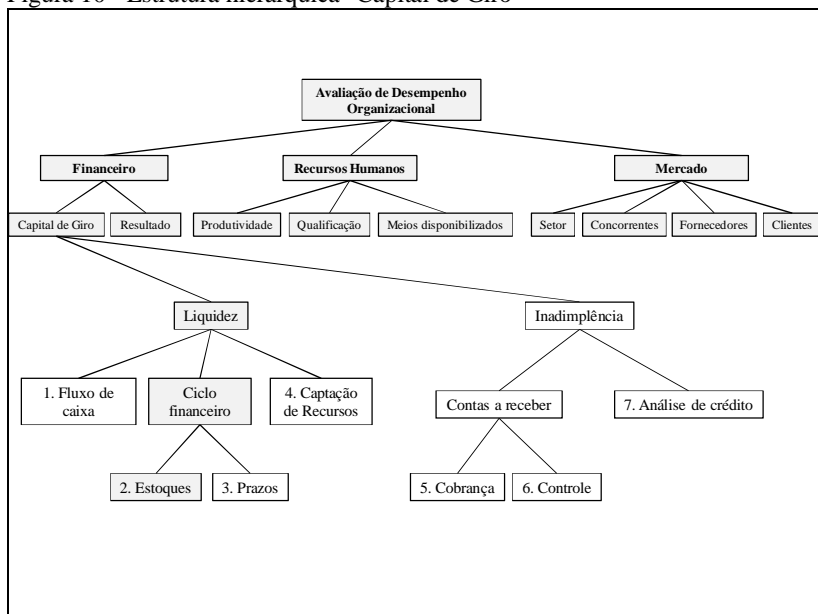 Figura 16 - Estrutura hierárquica "Capital de Giro"
Avaliação de Desempenho
Organizacional
Financeiro
Recursos Humanos
Mercado
Capital de Giro
Resultado
Produtividade
Qualificação
Meios disponibilizados
Setor
Concorrentes
Fornecedores
Clientes
Liquidez
Inadimplência
1. Fluxo de
caixa
Ciclo
financeiro
4. Captação
de Recursos
Contas a receber
7. Análise de crédito
2. Estoques
3. Prazos
5. Cobrança
6. Controle